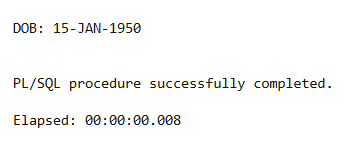 DOB: 15-JAN-1950
PL/SQL procedure successfully completed.
Elapsed: 00:00:00.008